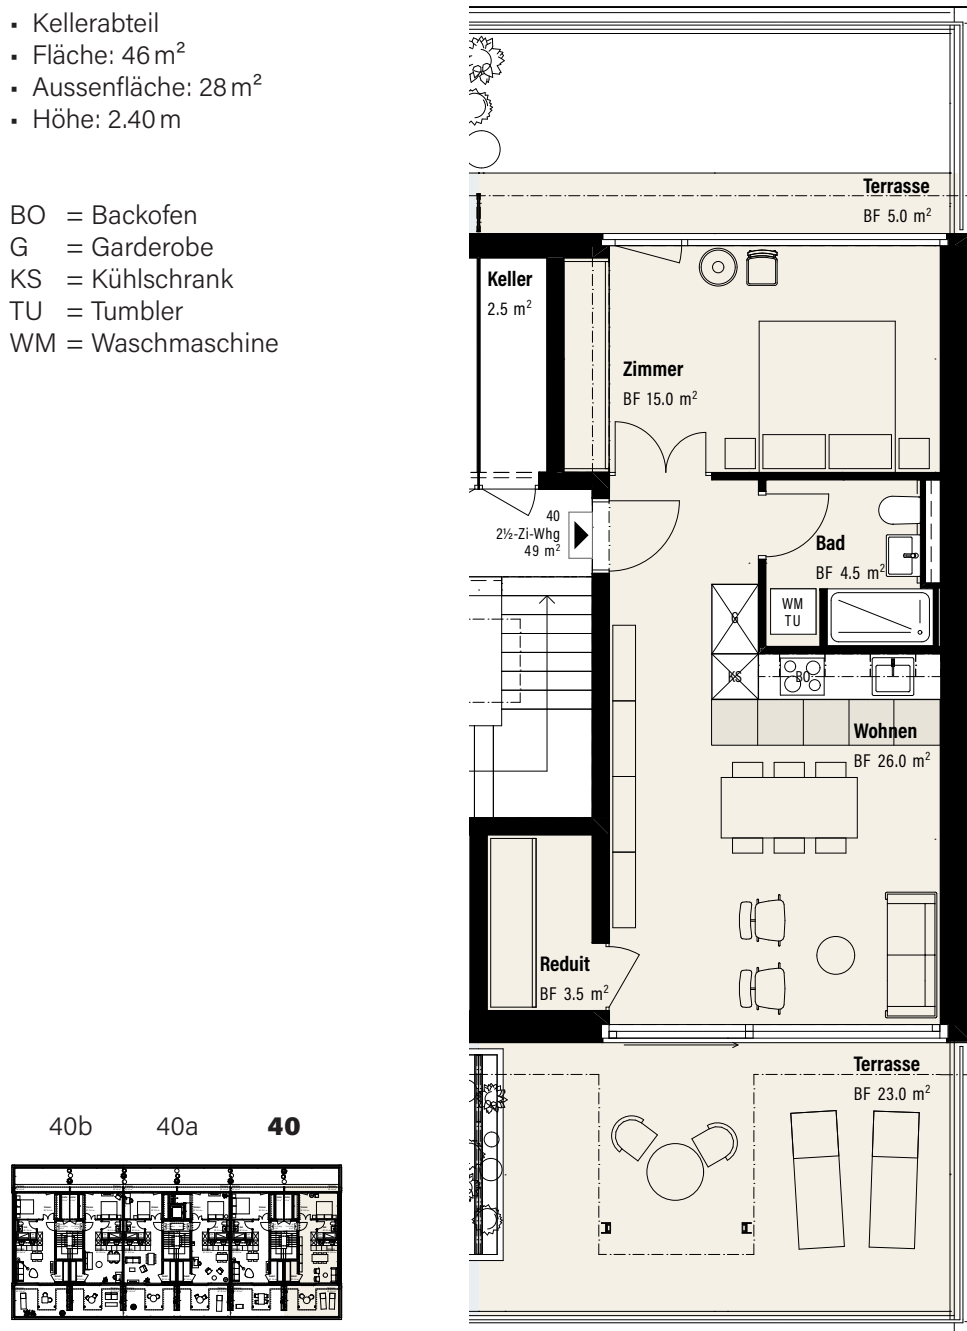 ▪ Kellerabteil
▪ Fläche: 46 m²
▪ Aussenfläche: 28 m²
▪ Höhe: 2.40 m
BO = Backofen
G = Garderobe
KS = Kühlschrank
TU = Tumbler
WM = Waschmaschine
Terrasse
BF 5.0 m²
Keller
2.5 m²
Zimmer
BF 15.0 m²
40
2½-Zi-Whg
49 m²
Bad
BF 4.5 m²
WM
TU
G
KS
BO
Wohnen
BF 26.0 m²
Reduit
BF 3.5 m²
Terrasse
BF 23.0 m²
40b 40a 40